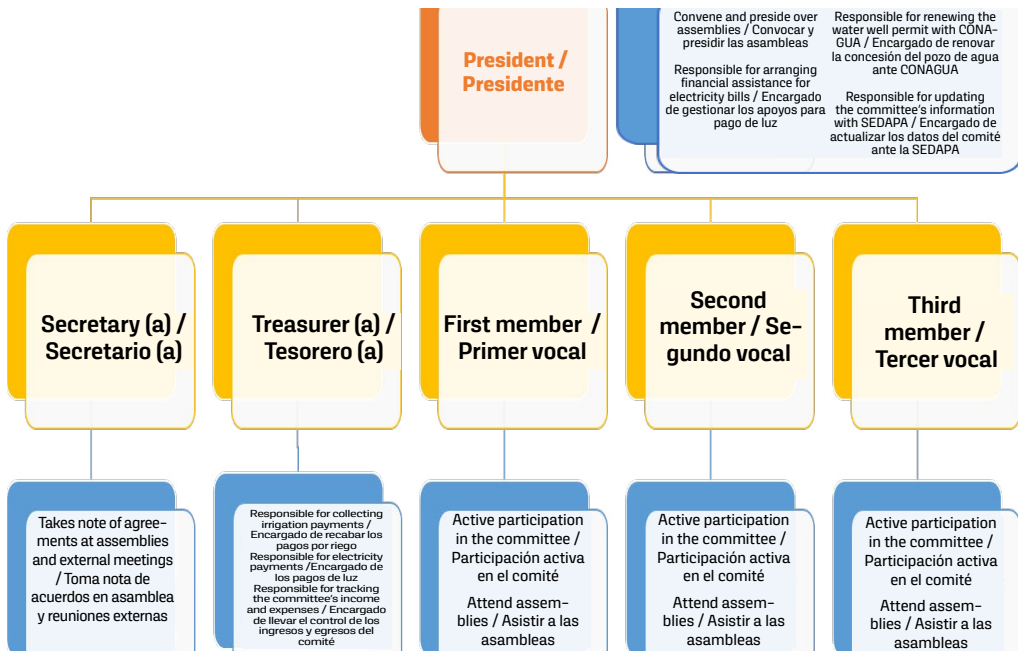 President /
Presidente
Convene and preside over
assemblies / Convocar y
presidir las asambleas
Responsible for arranging
financial assistance for
electricity bills / Encargado
de gestionar los apoyos para
pago de luz
Responsible for renewing the
water well permit with CONA-
GUA / Encargado de renovar
la concesión del pozo de agua
ante CONAGUA
Responsible for updating
the committee's information
with SEDAPA / Encargado de
actualizar los datos del comité
ante la SEDAPA
Secretary (a) /
Secretario (a)
Treasurer (a) /
Tesorero (a)
First member /
Primer vocal
Second
member / Se-
gundo vocal
Third
member /
Tercer vocal
Takes note of agree-
ments at assemblies
and external meetings
/ Toma nota de
acuerdos en asamblea
y reuniones externas
Responsible for collecting
irrigation payments /
Encargado de recabar los
pagos por riego
Responsible for electricity
payments /Encargado de
los pagos de luz
Responsible for tracking
the committee's income
and expenses / Encargado
de llevar el control de los
ingresos y egresos del
comité
Active participation
in the committee /
Participación activa
en el comité
Attend assem-
blies / Asistir a las
asambleas
Active participation
in the committee /
Participación activa
en el comité
Attend assem-
blies / Asistir a las
asambleas
Active participation
in the committee /
Participación activa
en el comité
Attend assem-
blies / Asistir a las
asambleas